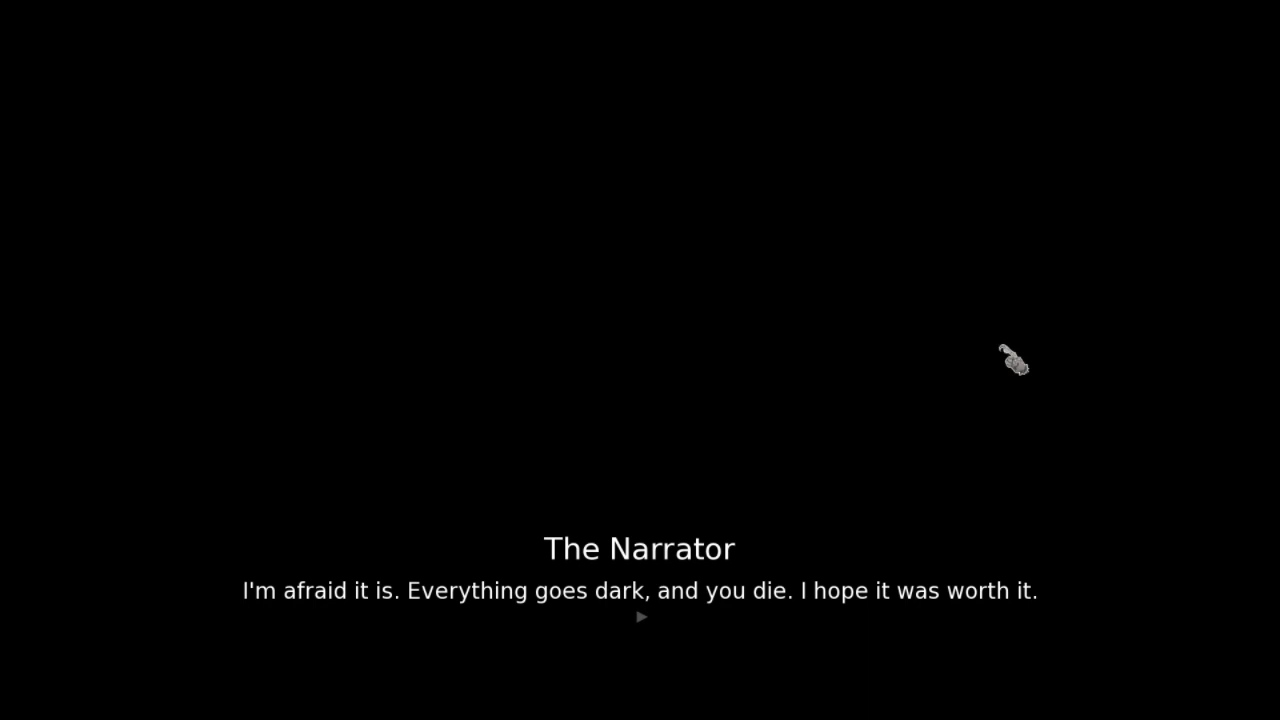 The Narrator
I'm afraid it is. Everything goes dark, and you die. I hope it was worth it.